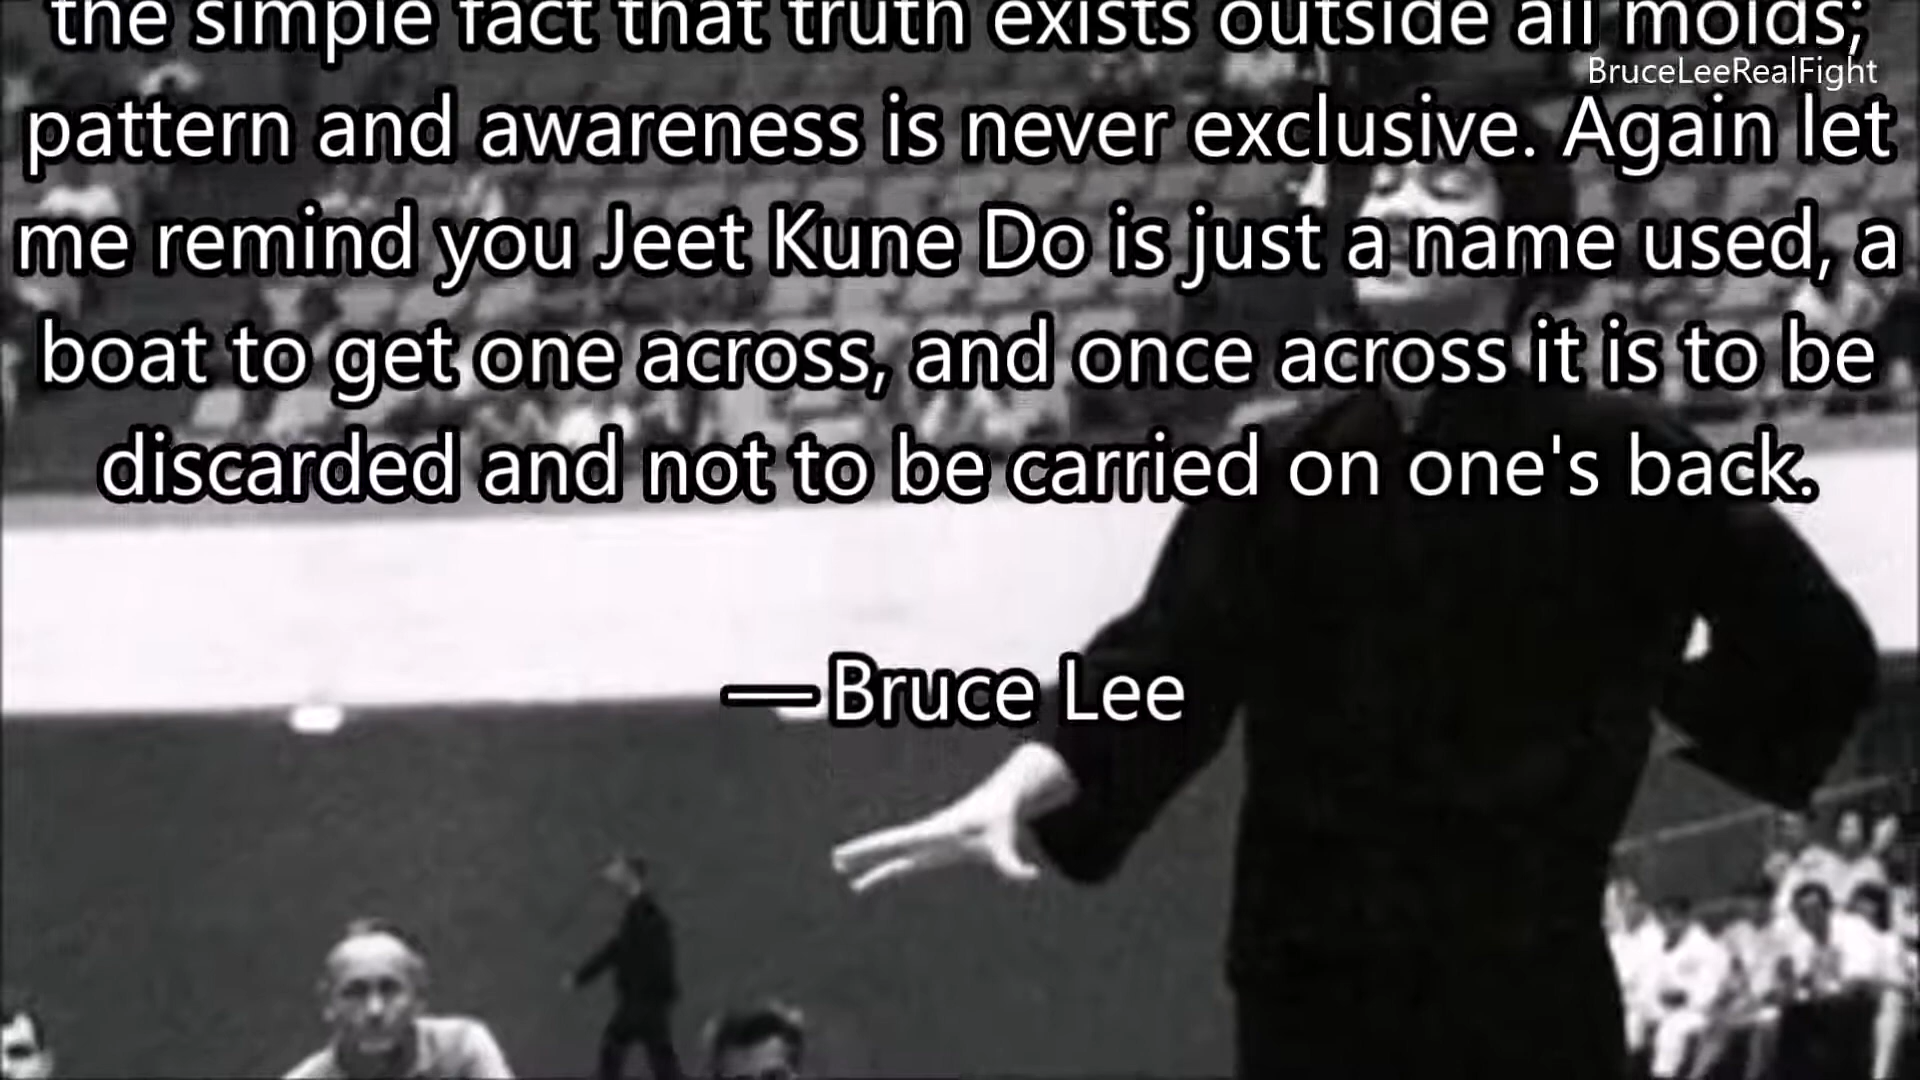 the simple fact that truth exists outside all molds;
BruceLeeRealFight
pattern and awareness is never exclusive. Again let
me remind you Jeet Kune Do is just a name used, a
boat to get one across, and once across it is to be
discarded and not to be carried on one's back.
— Bruce Lee